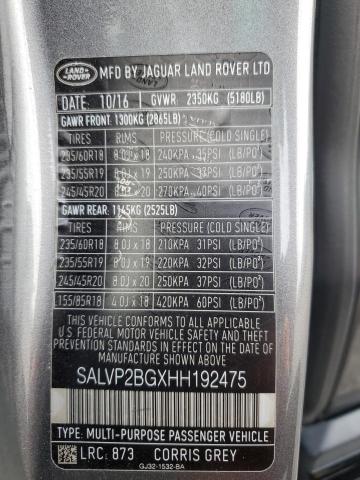 LAND ROVER
MFD BY JAGUAR LAND ROVER LTD
DATE: 10/16 GVWR: 2350KG (5180LB)
GAWR FRONT: 1300KG (2865LB)
TIRES RIMS PRESSURE (COLD SINGLE)
235/60R18 8.0J x 18 240KPA 35PSI (LB/PO²)
235/55R19 8.0J x 19 250KPA (LB/PO²)
245/45R20 x 20 270KPA 40PSI (LB/PO²)
GAWR REAR: 1145KG (2525LB)
TIRES RIMS PRESSURE (COLD SINGLE)
235/60R18 8.0J x 18 210KPA 31PSI (LB/PO²)
235/55R19 8.0J x 19 220KPA 32PSI (LB/PO²)
245/45R20 8.0J x 20 250KPA 37PSI (LB/PO²)
155/85R18 4.0J x 18 420KPA 60PSI (LB/PO²)
THIS VEHICLE CONFORMS TO ALL APPLICABLE
U.S FEDERAL MOTOR VEHICLE SAFETY AND THEFT
PREVENTION STANDARDS IN EFFECT ON THE DATE
OF MANUFACTURE SHOWN ABOVE.
SALVP2BGXHH192475
TYPE: MULTI-PURPOSE PASSENGER VEHICLE
LRC: 873 CORRIS GREY
GJ32-1532-BA